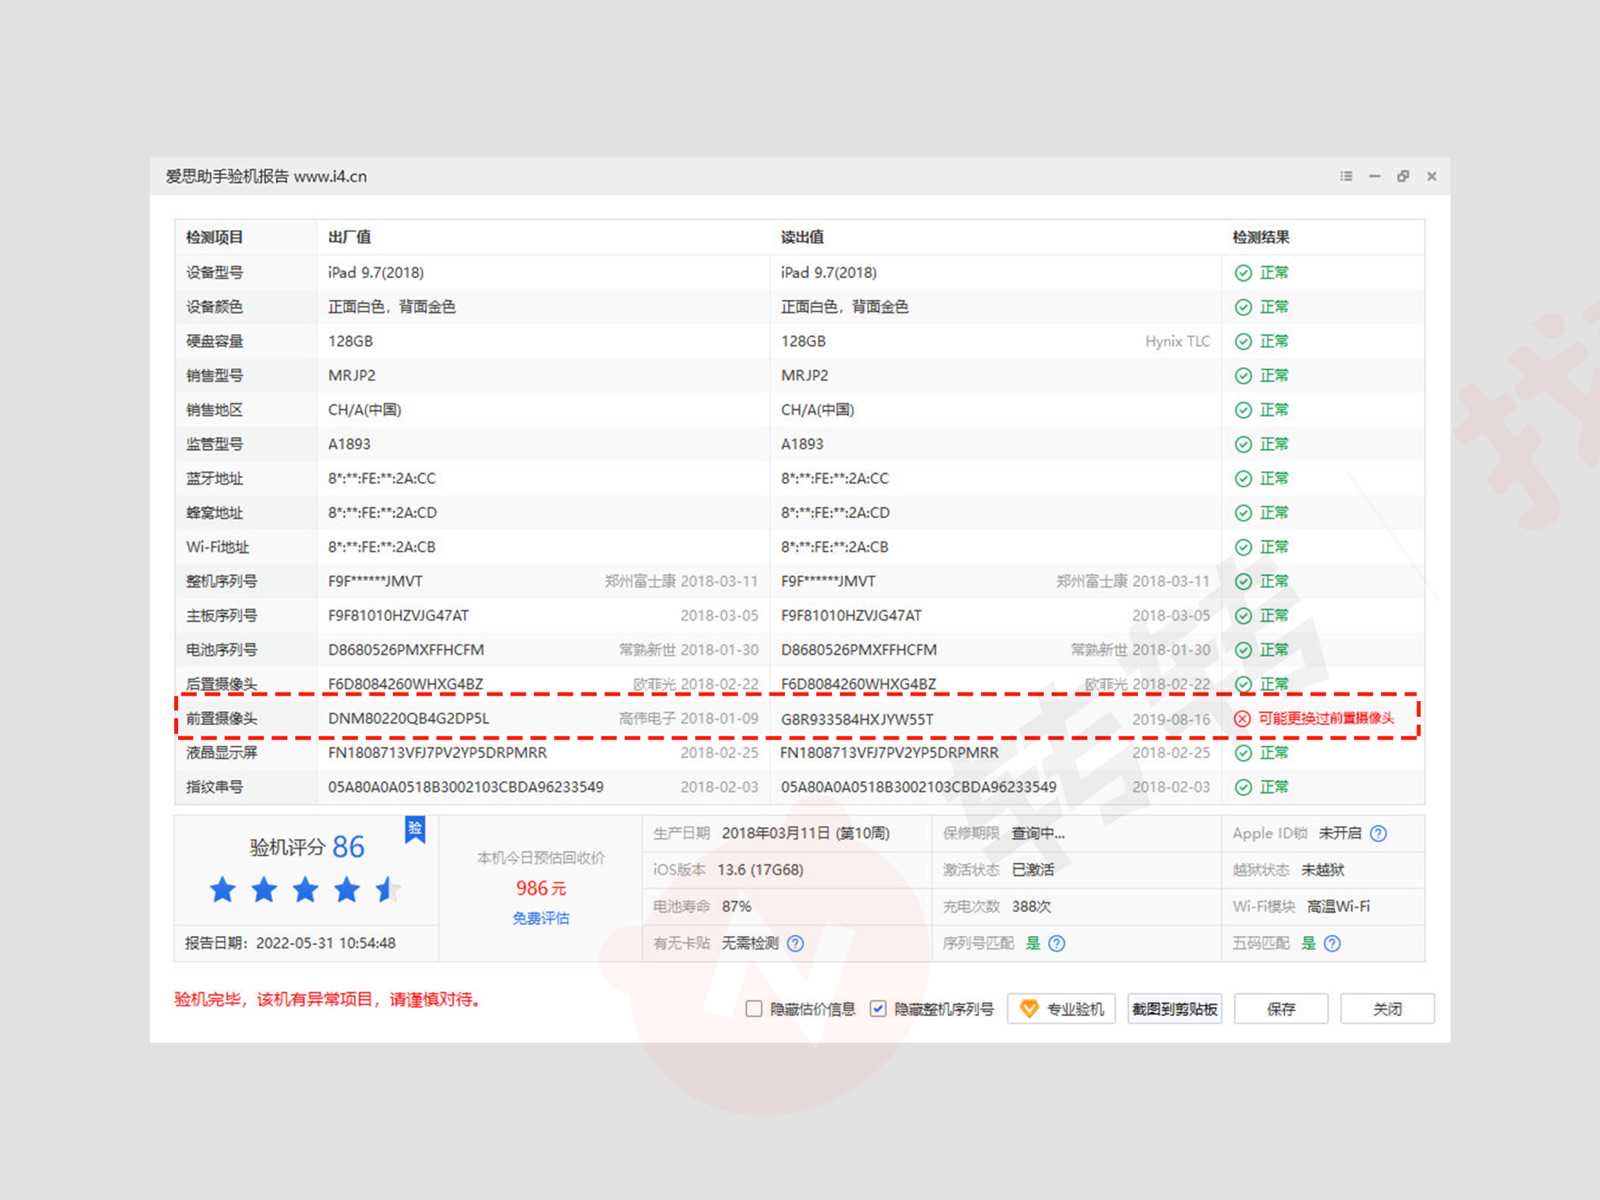 爱思助手验机报告 www.i4.cn
检测项目 出厂值 读出值 检测结果
设备型号 iPad 9.7(2018) iPad 9.7(2018) 正常
设备颜色 正面白色，背面金色 正面白色，背面金色 正常
硬盘容量 128GB 128GB Hynix TLC 正常
销售型号 MRJP2 MRJP2 正常
销售地区 CH/A(中国) CH/A(中国) 正常
监管型号 A1893 A1893 正常
蓝牙地址 8*:**:FE:**:2A:CC 8*:**:FE:**:2A:CC 正常
蜂窝地址 8*:**:FE:**:2A:CD 8*:**:FE:**:2A:CD 正常
Wi-Fi地址 8*:**:FE:**:2A:CB 8*:**:FE:**:2A:CB 正常
整机序列号 F9F******JMVT 郑州富士康 2018-03-11 F9F******JMVT 郑州富士康 2018-03-11 正常
主板序列号 F9F81010HZVJG47AT 2018-03-05 F9F81010HZVJG47AT 2018-03-05 正常
电池序列号 D8680526PMXFFHCFM 常熟新世 2018-01-30 D8680526PMXFFHCFM 常熟新世 2018-01-30 正常
后置摄像头 F6D8084260WHXG4BZ 欧菲光 2018-02-22 F6D8084260WHXG4BZ 欧菲光 2018-02-22 正常
前置摄像头 DNM80220QB4G2DP5L 高伟电子 2018-01-09 G8R933584HXJYW55T 2019-08-16 可能更换过前置摄像头
液晶显示屏 FN1808713VFJ7PV2YP5DRPMRR 2018-02-25 FN1808713VFJ7PV2YP5DRPMRR 2018-02-25 正常
指纹串号 05A80A0A0518B3002103CBDA96233549 2018-02-03 05A80A0A0518B3002103CBDA96233549 2018-02-03 正常
验机评分 86 验
报告日期： 2022-05-31 10:54:48
本机今日预估回收价
986 元
免费评估
生产日期 2018年03月11日 (第10周) 保修期限 查询中... Apple ID锁 未开启
iOS版本 13.6 (17G68) 激活状态 已激活 越狱状态 未越狱
电池寿命 87% 充电次数 388次 Wi-Fi模块 高温Wi-Fi
有无卡贴 无需检测 序列号匹配 是 五码匹配 是
验机完毕，该机有异常项目，请谨慎对待。
隐藏估价信息 隐藏整机序列号 专业验机 截图到剪贴板 保存 关闭
转转
找